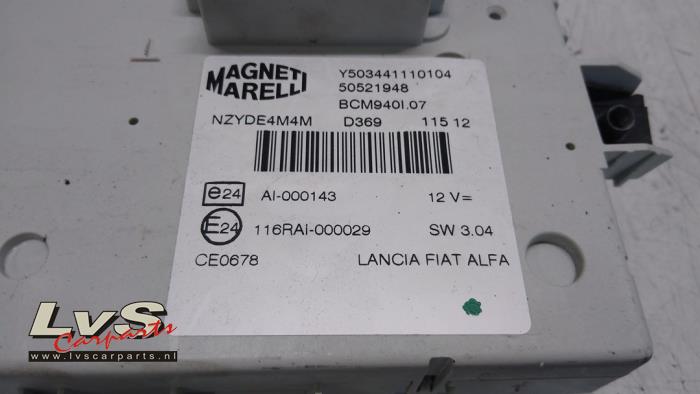 MAGNETI MARELLI
Y503441110104
50521948
BCM940I.07
NZYDE4M4M D369 115 12
e24 AI-000143 12 V=
E24 116RAi-000029 SW 3.04
CE0678 LANCIA FIAT ALFA
LvS
Carparts
www.lvscarparts.nl